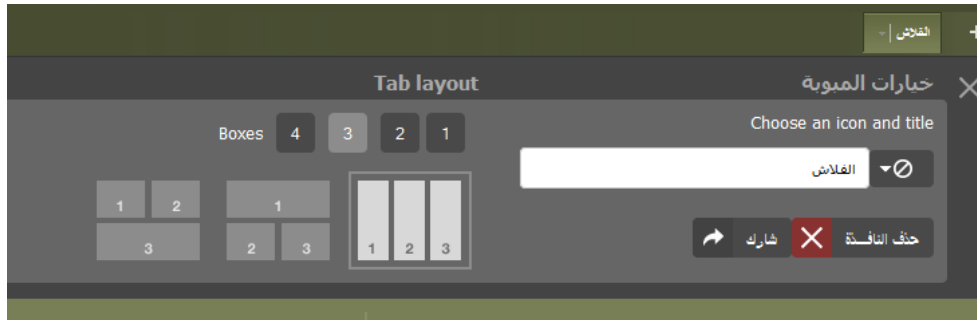 الفلاش
خيارات المبوبة
Tab layout
Choose an icon and title
الفلاش
حذف النافــذة
شارك
Boxes 4 3 2 1
1 2 3
1 2 3
1 2 3